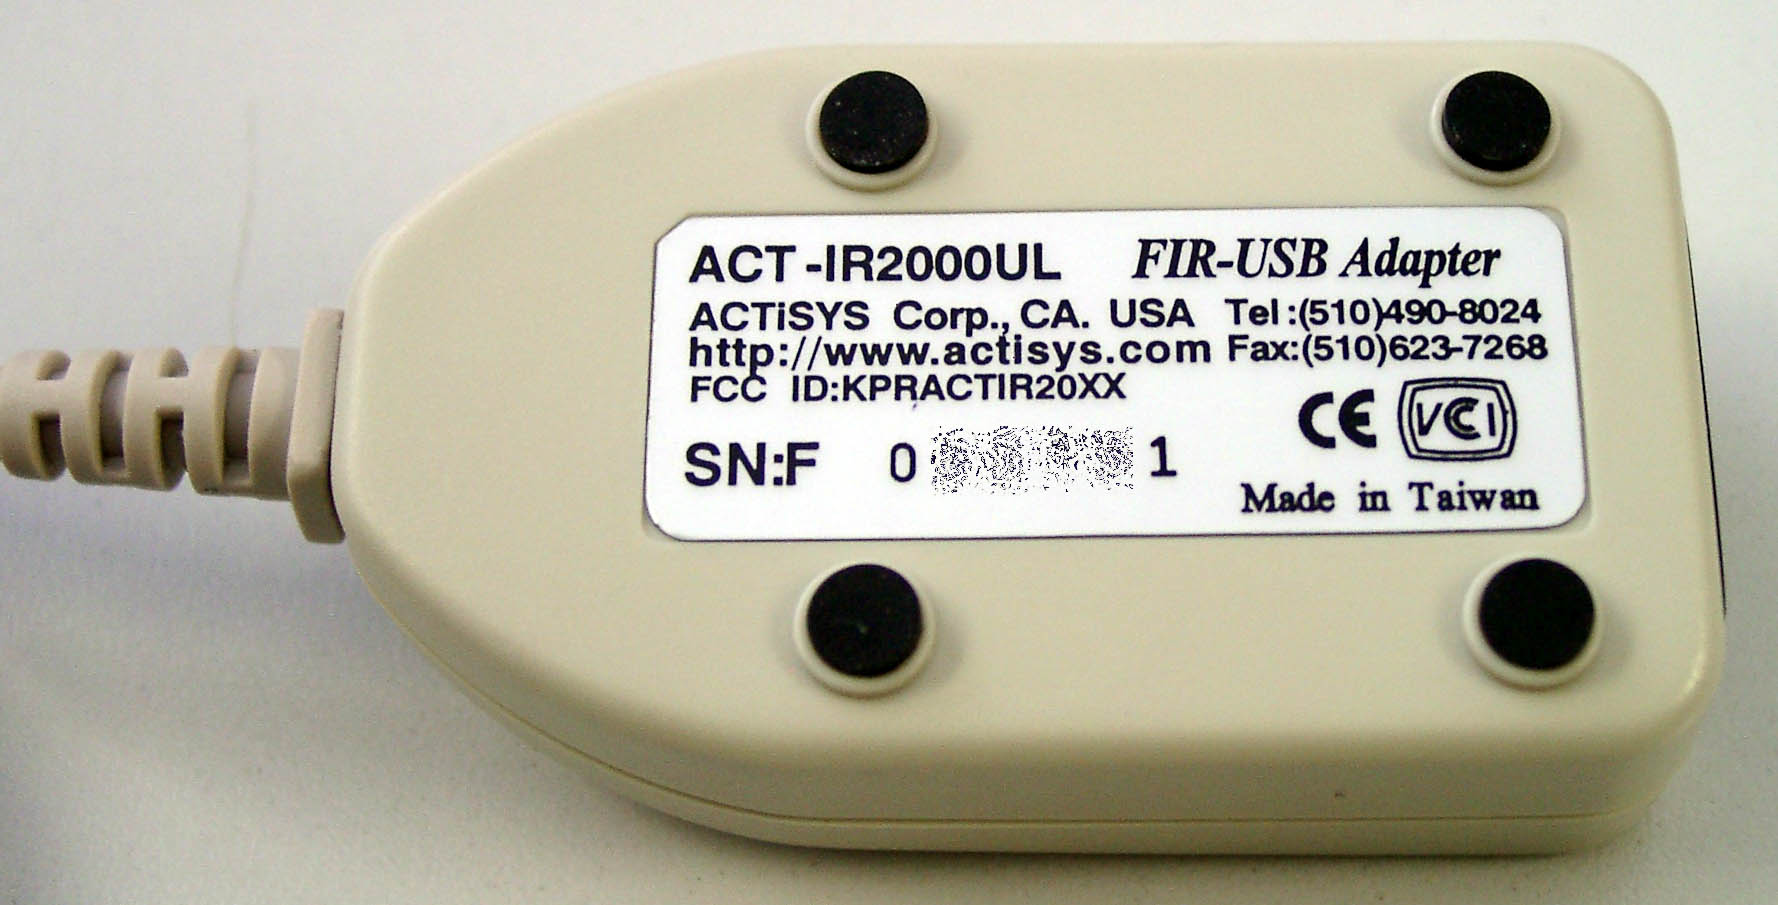 ACT-IR2000UL FIR-USB Adapter
ACTiSYS Corp., CA. USA Tel:(510)490-8024
http://www.actisys.com Fax:(510)623-7268
FCC ID:KPRACTIR20XX
CE VCCI
SN:F 0 1
Made in Taiwan